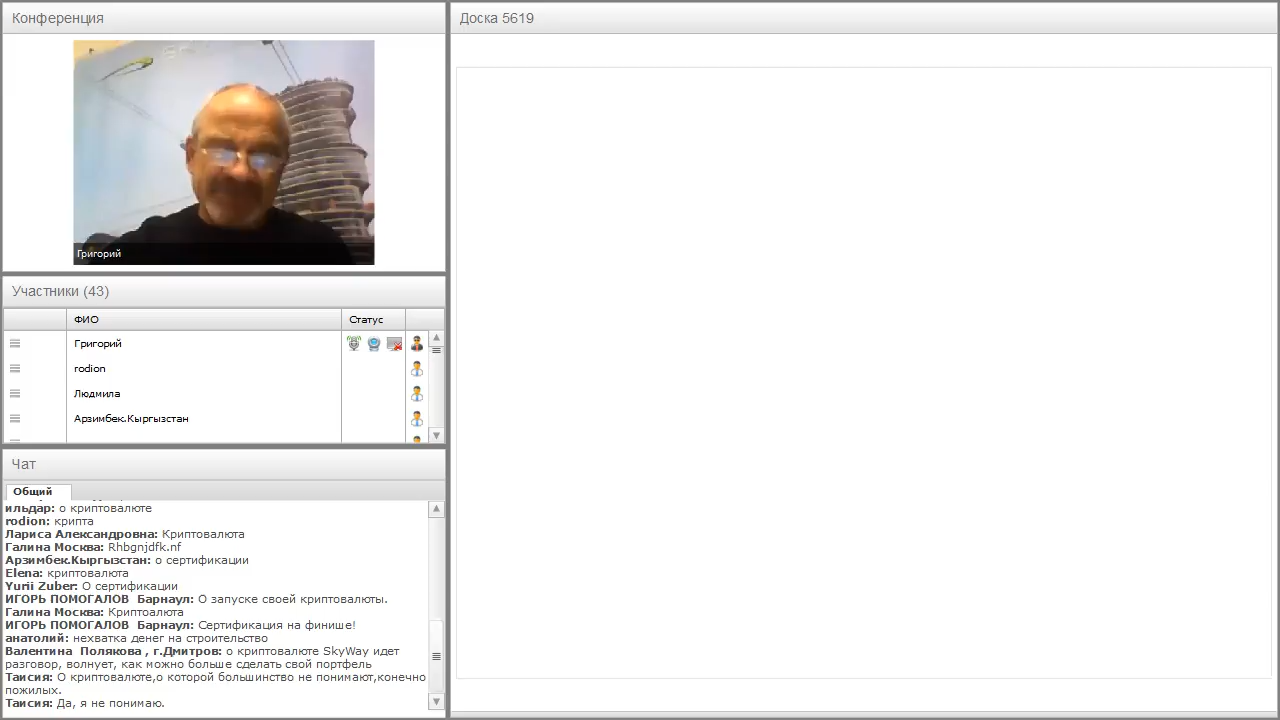 Конференция
Доска 5619
Григорий
Участники (43)
ФИО
Статус
Григорий
rodion
Людмила
Арзимбек.Кыргызстан
Чат
Общий
ильдар: о криптовалюте
rodion: крипта
Лариса Александровна: Криптовалюта
Галина Москва: Rhbgnjdfk.nf
Арзимбек.Кыргызстан: о сертификации
Elena: криптовалюта
Yurii Zuber: О сертификации
ИГОРЬ ПОМОГАЛОВ Барнаул: О запуске своей криптовалюты.
Галина Москва: Криптоалюта
ИГОРЬ ПОМОГАЛОВ Барнаул: Сертификация на финише!
анатолий: нехватка денег на строительство
Валентина Полякова , г.Дмитров: о криптовалюте SkyWay идет
разговор, волнует, как можно больше сделать свой портфель
Таисия: О криптовалюте,о которой большинство не понимают,конечно
пожилых.
Таисия: Да, я не понимаю.